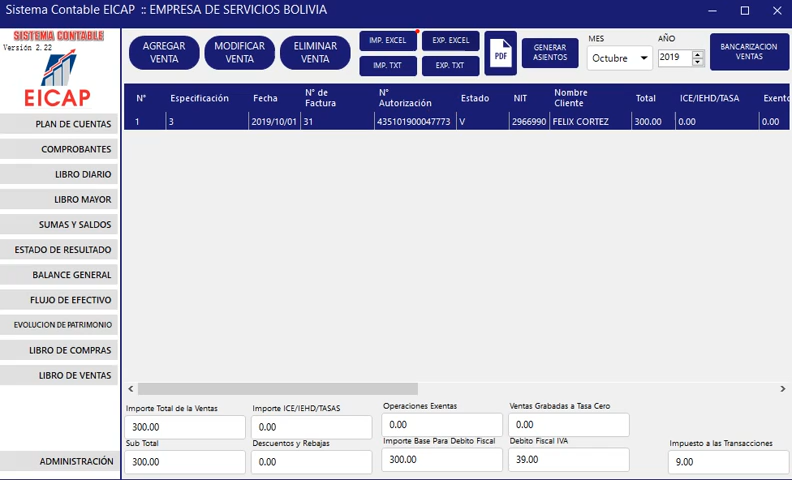 Sistema Contable EICAP :: EMPRESA DE SERVICIOS BOLIVIA
SISTEMA CONTABLE
Versión 2.22
EICAP
AGREGAR VENTA
MODIFICAR VENTA
ELIMINAR VENTA
IMP. EXCEL
EXP. EXCEL
IMP. TXT
EXP. TXT
PDF
GENERAR ASIENTOS
MES
Octubre
AÑO
2019
BANCARIZACION VENTAS
PLAN DE CUENTAS
COMPROBANTES
LIBRO DIARIO
LIBRO MAYOR
SUMAS Y SALDOS
ESTADO DE RESULTADO
BALANCE GENERAL
FLUJO DE EFECTIVO
EVOLUCION DE PATRIMONIO
LIBRO DE COMPRAS
LIBRO DE VENTAS
ADMINISTRACIÓN
N° Especificación Fecha N° de Factura N° Autorización Estado NIT Nombre Cliente Total ICE/IEHD/TASA Exento
1 3 2019/10/01 31 435101900047773 V 2966990 FELIX CORTEZ 300.00 0.00 0.00
Importe Total de la Ventas
300.00
Importe ICE/IEHD/TASAS
0.00
Operaciones Exentas
0.00
Ventas Grabadas a Tasa Cero
0.00
Sub Total
300.00
Descuentos y Rebajas
0.00
Importe Base Para Debito Fiscal
300.00
Debito Fiscal IVA
39.00
Impuesto a las Transacciones
9.00